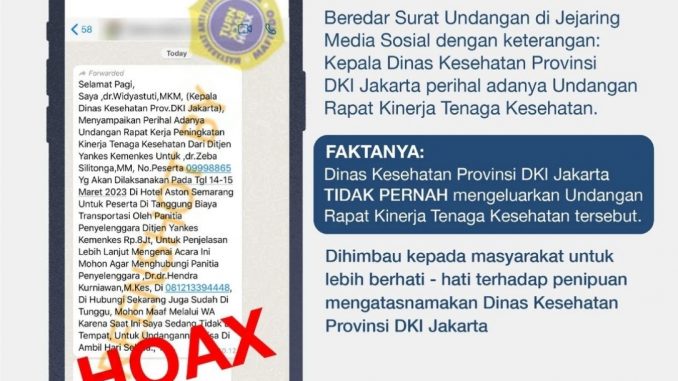 58
Today
Forwarded
Selamat Pagi,
Saya ,dr.Widyastuti,MKM, (Kepala
Dinas Kesehatan Prov.DKI Jakarta),
Menyampaikan Perihal Adanya
Undangan Rapat Kerja Peningkatan
Kinerja Tenaga Kesehatan Dari Ditjen
Yankes Kemenkes Untuk ,dr.Zeba
Silitonga,MM, No.Peserta 09998865
Yg Akan Dilaksanakan Pada Tgl 14-15
Maret 2023 Di Hotel Aston Semarang
Untuk Peserta Di Tanggung Biaya
Transportasi Oleh Panitia
Penyelenggara Ditjen Yankes
Kemenkes Rp.8Jt, Untuk Penjelasan
Lebih Lanjut Mengenai Acara Ini
Mohon Agar Menghubungi Panitia
Penyelenggara ,Dr.dr.Hendra
Kurniawan,M.Kes, Di 081213394448,
Di Hubungi Sekarang Juga Sudah Di
Tunggu, Mohon Maaf Melalui WA
Karena Saat Ini Saya Sedang Tidak Di
Tempat, Untuk
Ambil Hari
HOAX
Beredar Surat Undangan di Jejaring
Media Sosial dengan keterangan:
Kepala Dinas Kesehatan Provinsi
DKI Jakarta perihal adanya Undangan
Rapat Kinerja Tenaga Kesehatan.
FAKTANYA:
Dinas Kesehatan Provinsi DKI Jakarta
TIDAK PERNAH mengeluarkan Undangan
Rapat Kinerja Tenaga Kesehatan tersebut.
Dihimbau kepada masyarakat untuk
lebih berhati - hati terhadap penipuan
mengatasnamakan Dinas Kesehatan
Provinsi DKI Jakarta